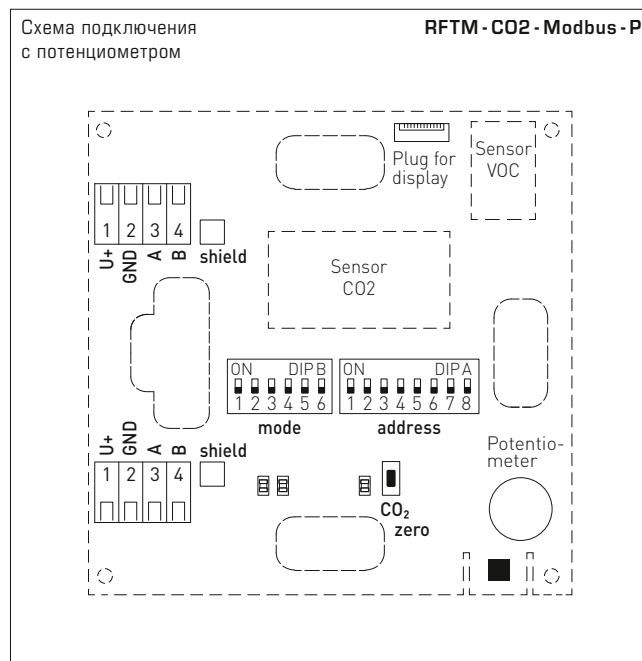 Схема подключения
с потенциометром
RFTM - CO2 - Modbus - P
Plug for
display
Sensor
VOC
1 2 3 4
U+ GND A B shield
Sensor
CO2
ON DIP B
1 2 3 4 5 6
mode
ON DIP A
1 2 3 4 5 6 7 8
address
U+ GND A B shield
1 2 3 4
CO₂
zero
Potentio-
meter